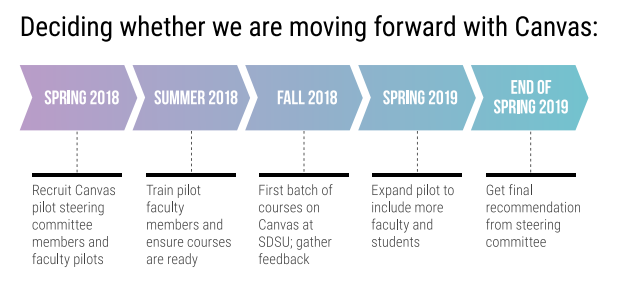 Deciding whether we are moving forward with Canvas:
SPRING 2018
SUMMER 2018
FALL 2018
SPRING 2019
END OF
SPRING 2019
Recruit Canvas
pilot steering
committee
members and
faculty pilots
Train pilot
faculty
members and
ensure courses
are ready
First batch of
courses on
Canvas at
SDSU; gather
feedback
Expand pilot to
include more
faculty and
students
Get final
recommendation
from steering
committee